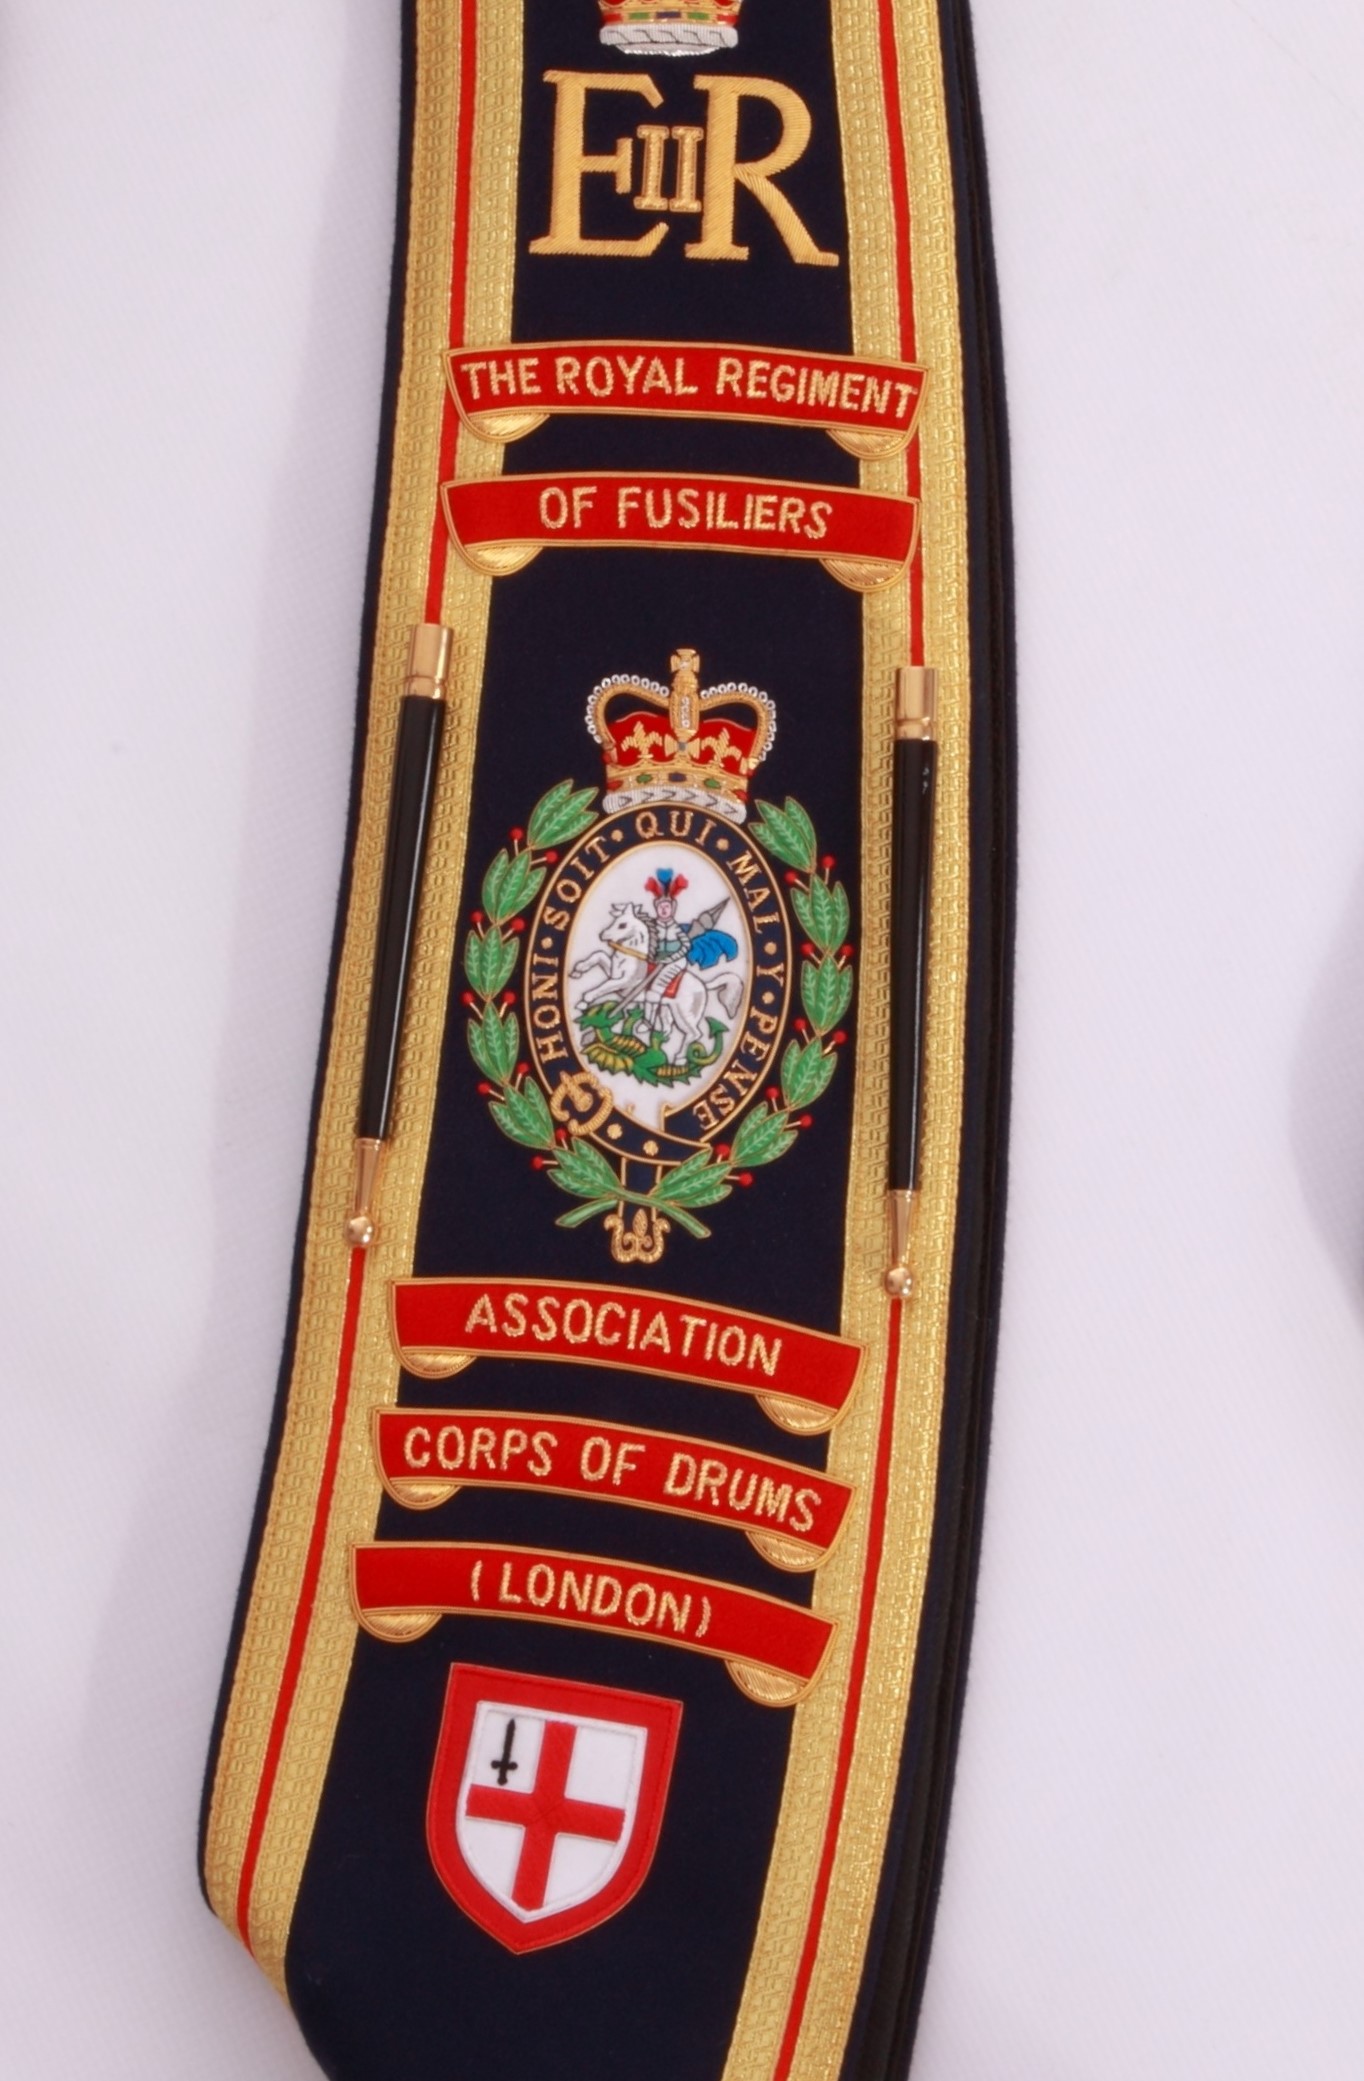 EIIR
THE ROYAL REGIMENT
OF FUSILIERS
HONI · SOIT · QUI · MAL · Y · PENSE
ASSOCIATION
CORPS OF DRUMS
(LONDON)